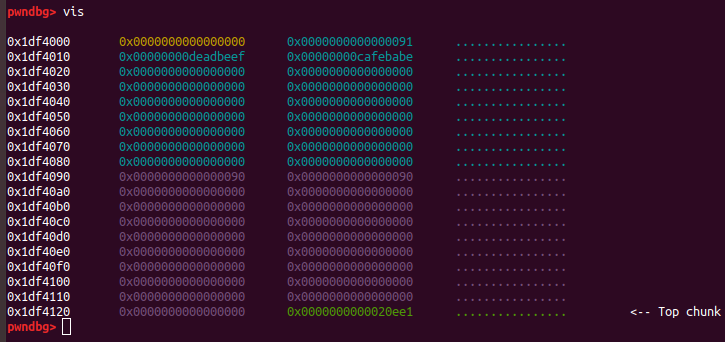 pwndbg> vis
0x1df4000 0x0000000000000000 0x0000000000000091 ................
0x1df4010 0x00000000deadbeef 0x00000000cafebabe ................
0x1df4020 0x0000000000000000 0x0000000000000000 ................
0x1df4030 0x0000000000000000 0x0000000000000000 ................
0x1df4040 0x0000000000000000 0x0000000000000000 ................
0x1df4050 0x0000000000000000 0x0000000000000000 ................
0x1df4060 0x0000000000000000 0x0000000000000000 ................
0x1df4070 0x0000000000000000 0x0000000000000000 ................
0x1df4080 0x0000000000000000 0x0000000000000000 ................
0x1df4090 0x0000000000000090 0x0000000000000090 ................
0x1df40a0 0x0000000000000000 0x0000000000000000 ................
0x1df40b0 0x0000000000000000 0x0000000000000000 ................
0x1df40c0 0x0000000000000000 0x0000000000000000 ................
0x1df40d0 0x0000000000000000 0x0000000000000000 ................
0x1df40e0 0x0000000000000000 0x0000000000000000 ................
0x1df40f0 0x0000000000000000 0x0000000000000000 ................
0x1df4100 0x0000000000000000 0x0000000000000000 ................
0x1df4110 0x0000000000000000 0x0000000000000000 ................
0x1df4120 0x0000000000000000 0x0000000000020ee1 ................ <-- Top chunk
pwndbg>